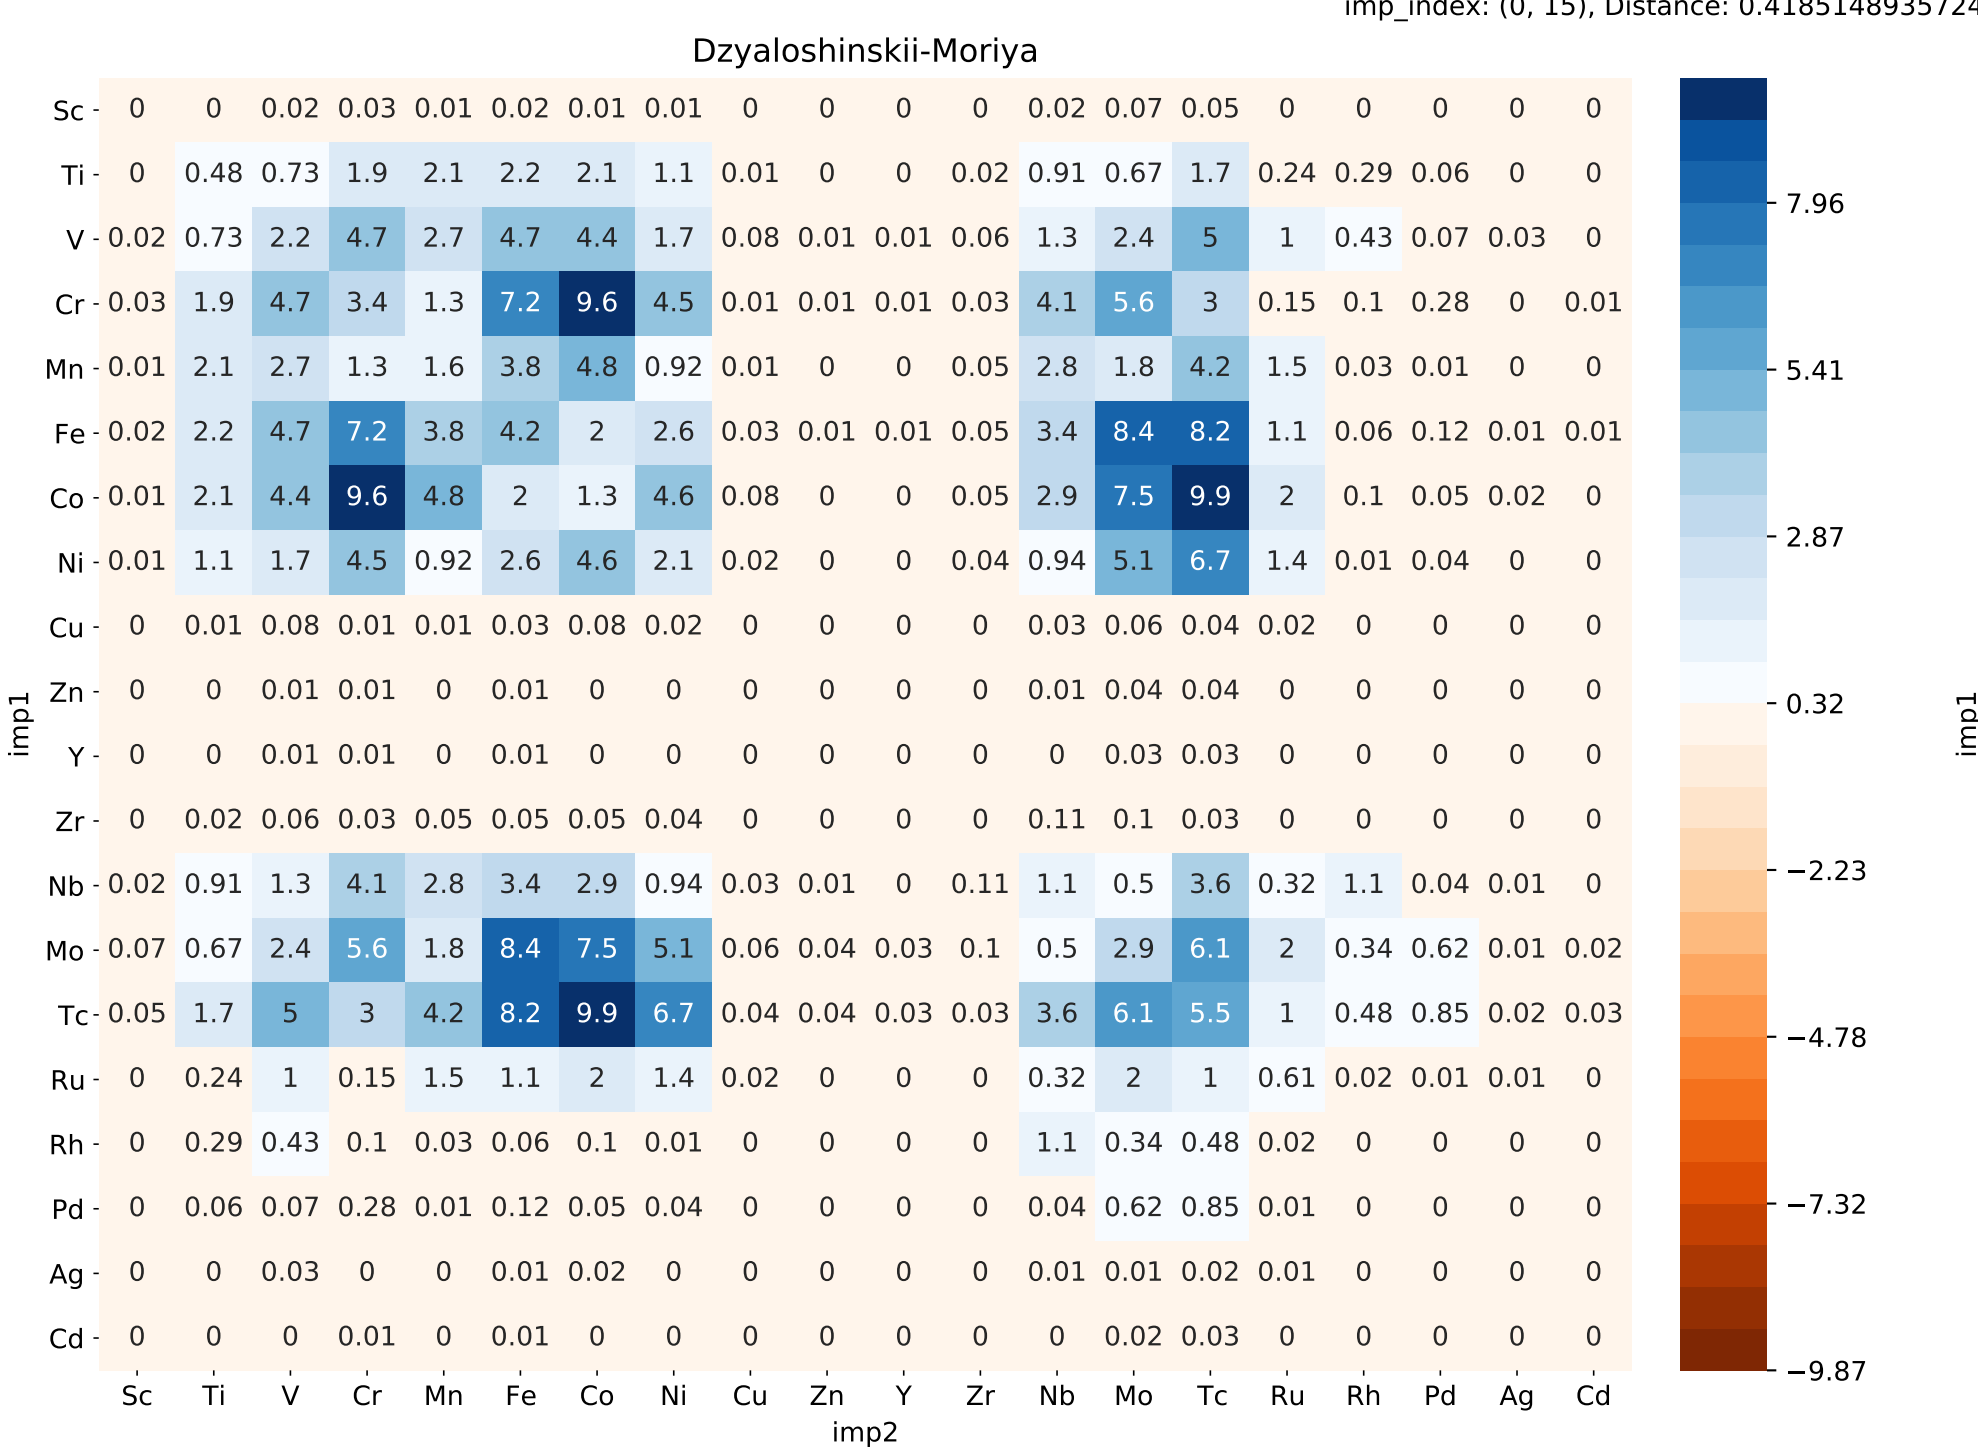 imp_index: (0, 15), Distance: 0.4185148935724
Dzyaloshinskii-Moriya
Sc 0 0 0.02 0.03 0.01 0.02 0.01 0.01 0 0 0 0 0.02 0.07 0.05 0 0 0 0 0
Ti 0 0.48 0.73 1.9 2.1 2.2 2.1 1.1 0.01 0 0 0.02 0.91 0.67 1.7 0.24 0.29 0.06 0 0
V 0.02 0.73 2.2 4.7 2.7 4.7 4.4 1.7 0.08 0.01 0.01 0.06 1.3 2.4 5 1 0.43 0.07 0.03 0
Cr 0.03 1.9 4.7 3.4 1.3 7.2 9.6 4.5 0.01 0.01 0.01 0.03 4.1 5.6 3 0.15 0.1 0.28 0 0.01
Mn 0.01 2.1 2.7 1.3 1.6 3.8 4.8 0.92 0.01 0 0 0.05 2.8 1.8 4.2 1.5 0.03 0.01 0 0
Fe 0.02 2.2 4.7 7.2 3.8 4.2 2 2.6 0.03 0.01 0.01 0.05 3.4 8.4 8.2 1.1 0.06 0.12 0.01 0.01
Co 0.01 2.1 4.4 9.6 4.8 2 1.3 4.6 0.08 0 0 0.05 2.9 7.5 9.9 2 0.1 0.05 0.02 0
Ni 0.01 1.1 1.7 4.5 0.92 2.6 4.6 2.1 0.02 0 0 0.04 0.94 5.1 6.7 1.4 0.01 0.04 0 0
Cu 0 0.01 0.08 0.01 0.01 0.03 0.08 0.02 0 0 0 0 0.03 0.06 0.04 0.02 0 0 0 0
Zn 0 0 0.01 0.01 0 0.01 0 0 0 0 0 0 0.01 0.04 0.04 0 0 0 0 0
Y 0 0 0.01 0.01 0 0.01 0 0 0 0 0 0 0 0.03 0.03 0 0 0 0 0
Zr 0 0.02 0.06 0.03 0.05 0.05 0.05 0.04 0 0 0 0 0.11 0.1 0.03 0 0 0 0 0
Nb 0.02 0.91 1.3 4.1 2.8 3.4 2.9 0.94 0.03 0.01 0 0.11 1.1 0.5 3.6 0.32 1.1 0.04 0.01 0
Mo 0.07 0.67 2.4 5.6 1.8 8.4 7.5 5.1 0.06 0.04 0.03 0.1 0.5 2.9 6.1 2 0.34 0.62 0.01 0.02
Tc 0.05 1.7 5 3 4.2 8.2 9.9 6.7 0.04 0.04 0.03 0.03 3.6 6.1 5.5 1 0.48 0.85 0.02 0.03
Ru 0 0.24 1 0.15 1.5 1.1 2 1.4 0.02 0 0 0 0.32 2 1 0.61 0.02 0.01 0.01 0
Rh 0 0.29 0.43 0.1 0.03 0.06 0.1 0.01 0 0 0 0 1.1 0.34 0.48 0.02 0 0 0 0
Pd 0 0.06 0.07 0.28 0.01 0.12 0.05 0.04 0 0 0 0 0.04 0.62 0.85 0.01 0 0 0 0
Ag 0 0 0.03 0 0 0.01 0.02 0 0 0 0 0 0.01 0.01 0.02 0.01 0 0 0 0
Cd 0 0 0 0.01 0 0.01 0 0 0 0 0 0 0 0.02 0.03 0 0 0 0 0
Sc Ti V Cr Mn Fe Co Ni Cu Zn Y Zr Nb Mo Tc Ru Rh Pd Ag Cd
imp2
imp1
7.96
5.41
2.87
0.32
−2.23
−4.78
−7.32
−9.87
imp1